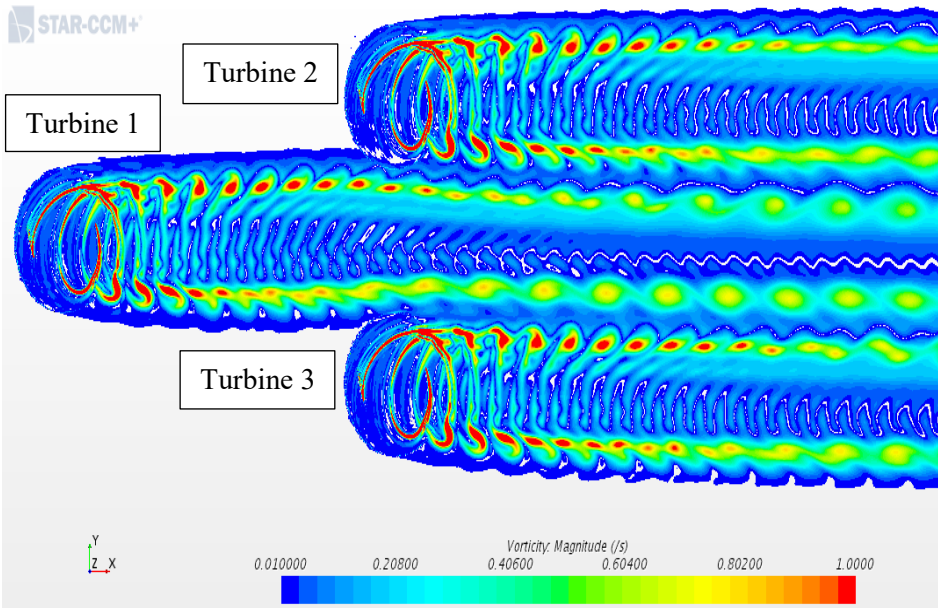 STAR-CCM+
Turbine 2
Turbine 1
Turbine 3
Y
Z X
Vorticity: Magnitude (/s)
0.010000 0.20800 0.40600 0.60400 0.80200 1.0000